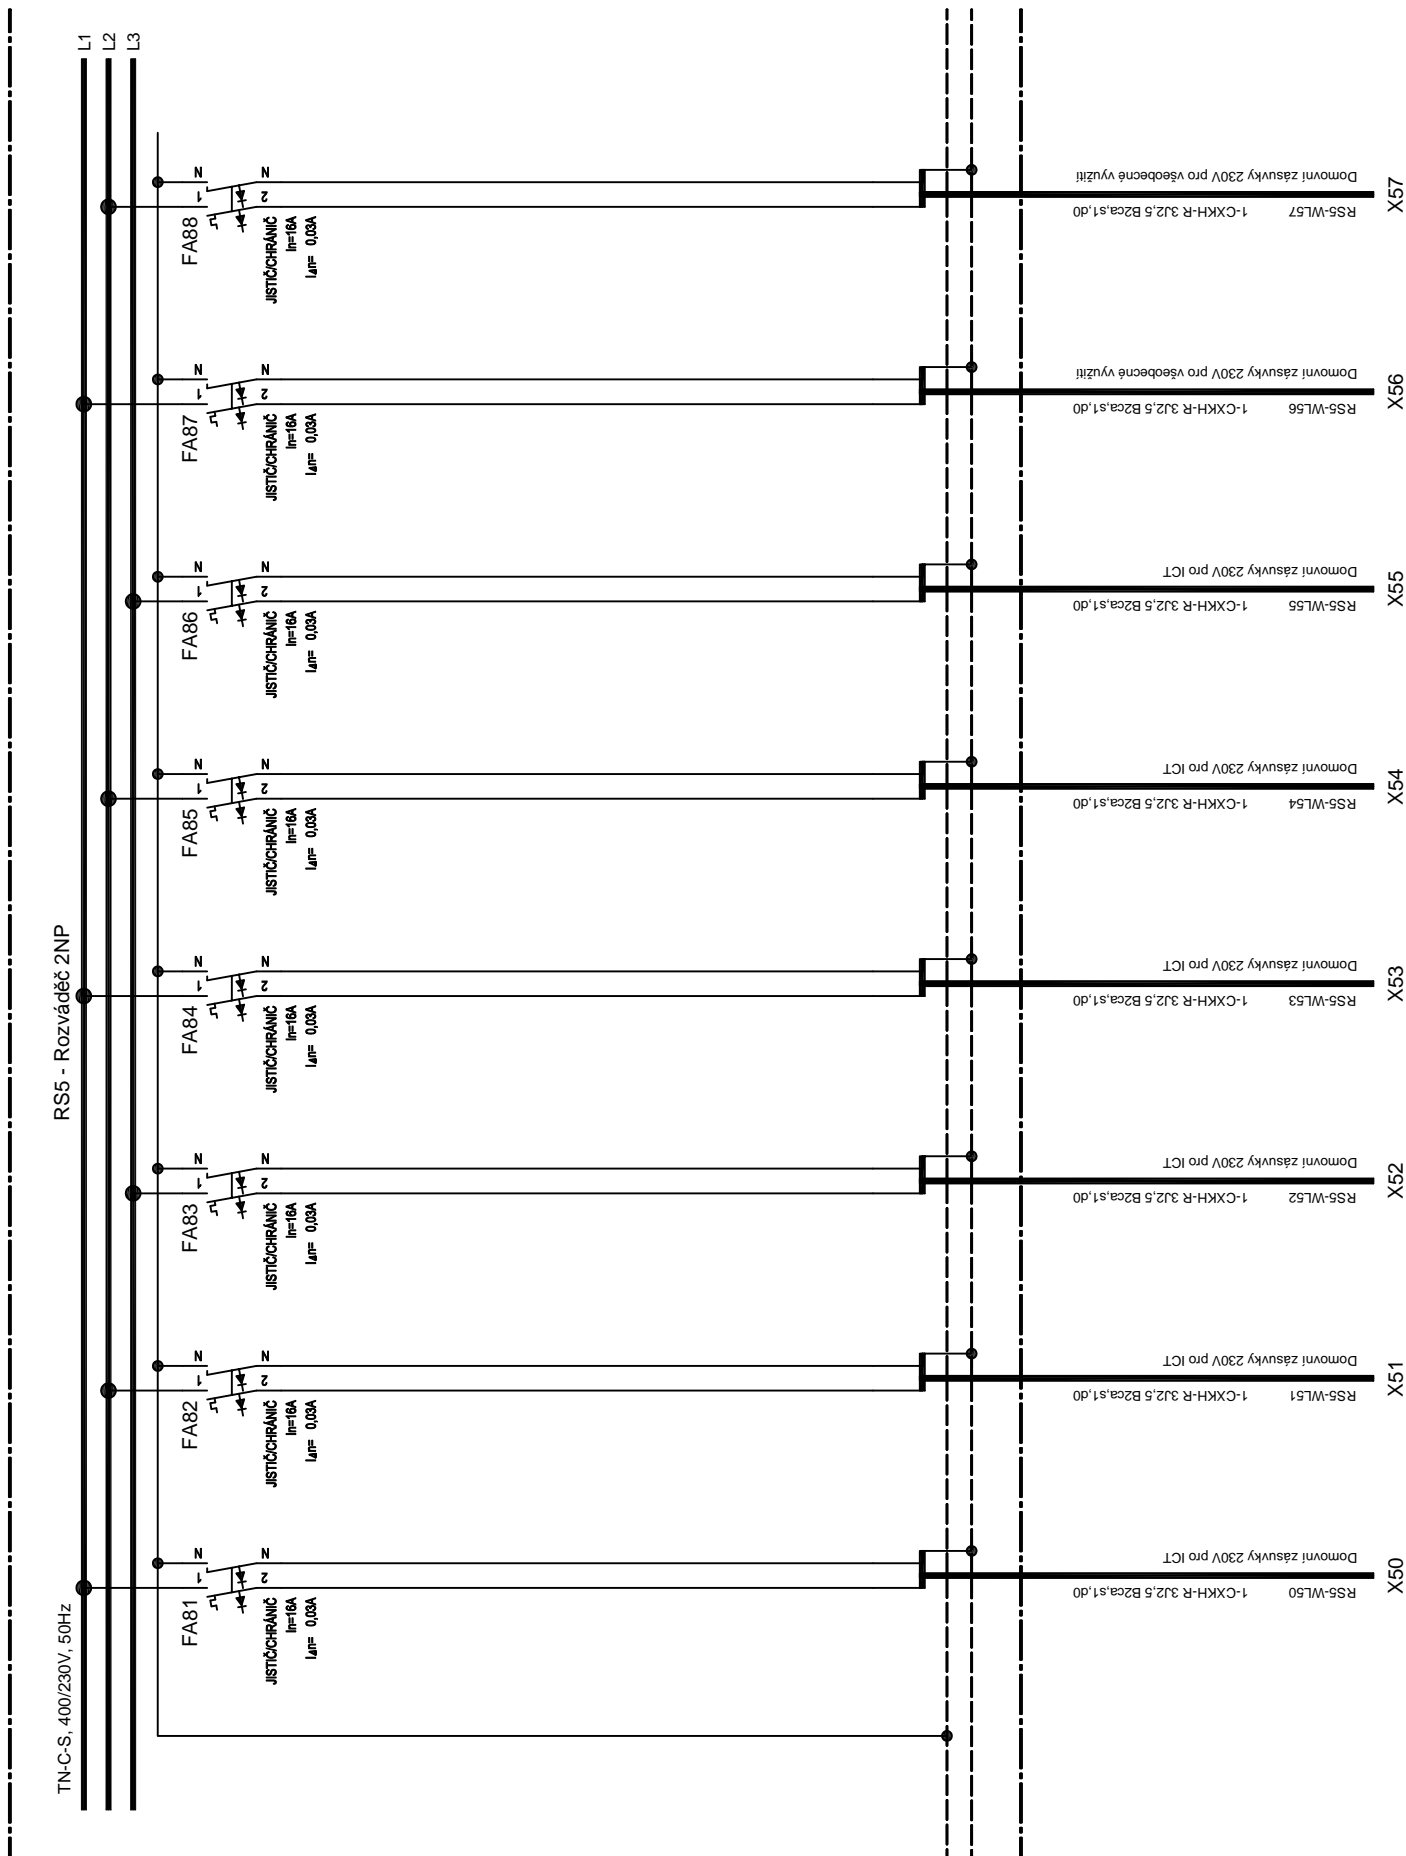 RS5 - Rozváděč 2NP
TN-C-S, 400/230V, 50Hz
L1
L2
L3
FA81
1
N
2
N
JISTIČ/CHRÁNIČ
In=16A
IΔn= 0,03A
RS5-WL50
1-CXKH-R-R 3J2,5 B2ca,s1,d0
Domovní zásuvky 230V pro ICT
X50
FA82
1
N
2
N
JISTIČ/CHRÁNIČ
In=16A
IΔn= 0,03A
RS5-WL51
1-CXKH-R-R 3J2,5 B2ca,s1,d0
Domovní zásuvky 230V pro ICT
X51
FA83
1
N
2
N
JISTIČ/CHRÁNIČ
In=16A
IΔn= 0,03A
RS5-WL52
1-CXKH-R-R 3J2,5 B2ca,s1,d0
Domovní zásuvky 230V pro ICT
X52
FA84
1
N
2
N
JISTIČ/CHRÁNIČ
In=16A
IΔn= 0,03A
RS5-WL53
1-CXKH-R-R 3J2,5 B2ca,s1,d0
Domovní zásuvky 230V pro ICT
X53
FA85
1
N
2
N
JISTIČ/CHRÁNIČ
In=16A
IΔn= 0,03A
RS5-WL54
1-CXKH-R-R 3J2,5 B2ca,s1,d0
Domovní zásuvky 230V pro ICT
X54
FA86
1
N
2
N
JISTIČ/CHRÁNIČ
In=16A
IΔn= 0,03A
RS5-WL55
1-CXKH-R-R 3J2,5 B2ca,s1,d0
Domovní zásuvky 230V pro ICT
X55
FA87
1
N
2
N
JISTIČ/CHRÁNIČ
In=16A
IΔn= 0,03A
RS5-WL56
1-CXKH-R-R 3J2,5 B2ca,s1,d0
Domovní zásuvky 230V pro všeobecné využití
X56
FA88
1
N
2
N
JISTIČ/CHRÁNIČ
In=16A
IΔn= 0,03A
RS5-WL57
1-CXKH-R-R 3J2,5 B2ca,s1,d0
Domovní zásuvky 230V pro všeobecné využití
X57